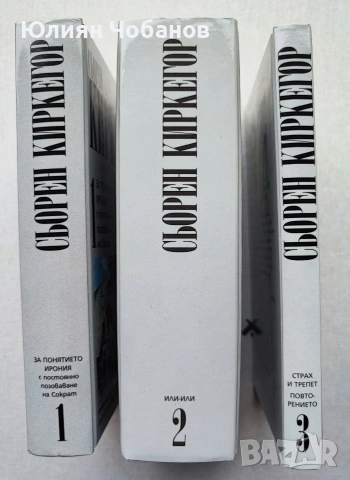 Юлиян Чобанов
СЬОРЕН КИРКЕГОР
ЗА ПОНЯТИЕТО
ИРОНИЯ
с постоянно
позоваване
на Сократ
1
СЬОРЕН КИРКЕГОР
ИЛИ-ИЛИ
2
СЬОРЕН КИРКЕГОР
СТРАХ
И ТРЕПЕТ
ПОВТО-
РЕНИЕТО
3
bazar